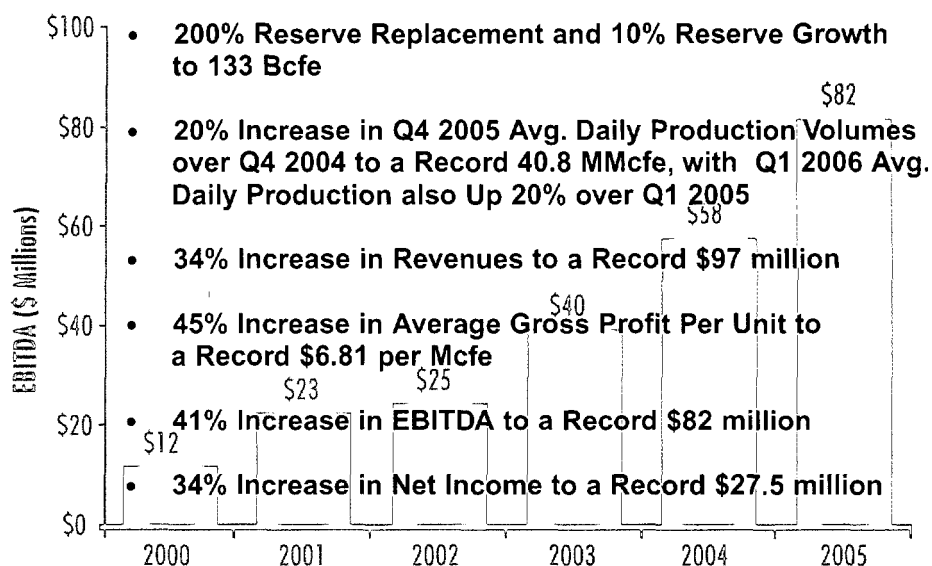 $100
• 200% Reserve Replacement and 10% Reserve Growth
to 133 Bcfe
$82
$80
• 20% Increase in Q4 2005 Avg. Daily Production Volumes
over Q4 2004 to a Record 40.8 MMcfe, with Q1 2006 Avg.
Daily Production also Up 20% over Q1 2005
$58
$60
EBITDA ($ Millions)
• 34% Increase in Revenues to a Record $97 million
$40
$40
• 45% Increase in Average Gross Profit Per Unit to
a Record $6.81 per Mcfe
$23
$25
$20
• 41% Increase in EBITDA to a Record $82 million
$12
• 34% Increase in Net Income to a Record $27.5 million
$0
2000 2001 2002 2003 2004 2005